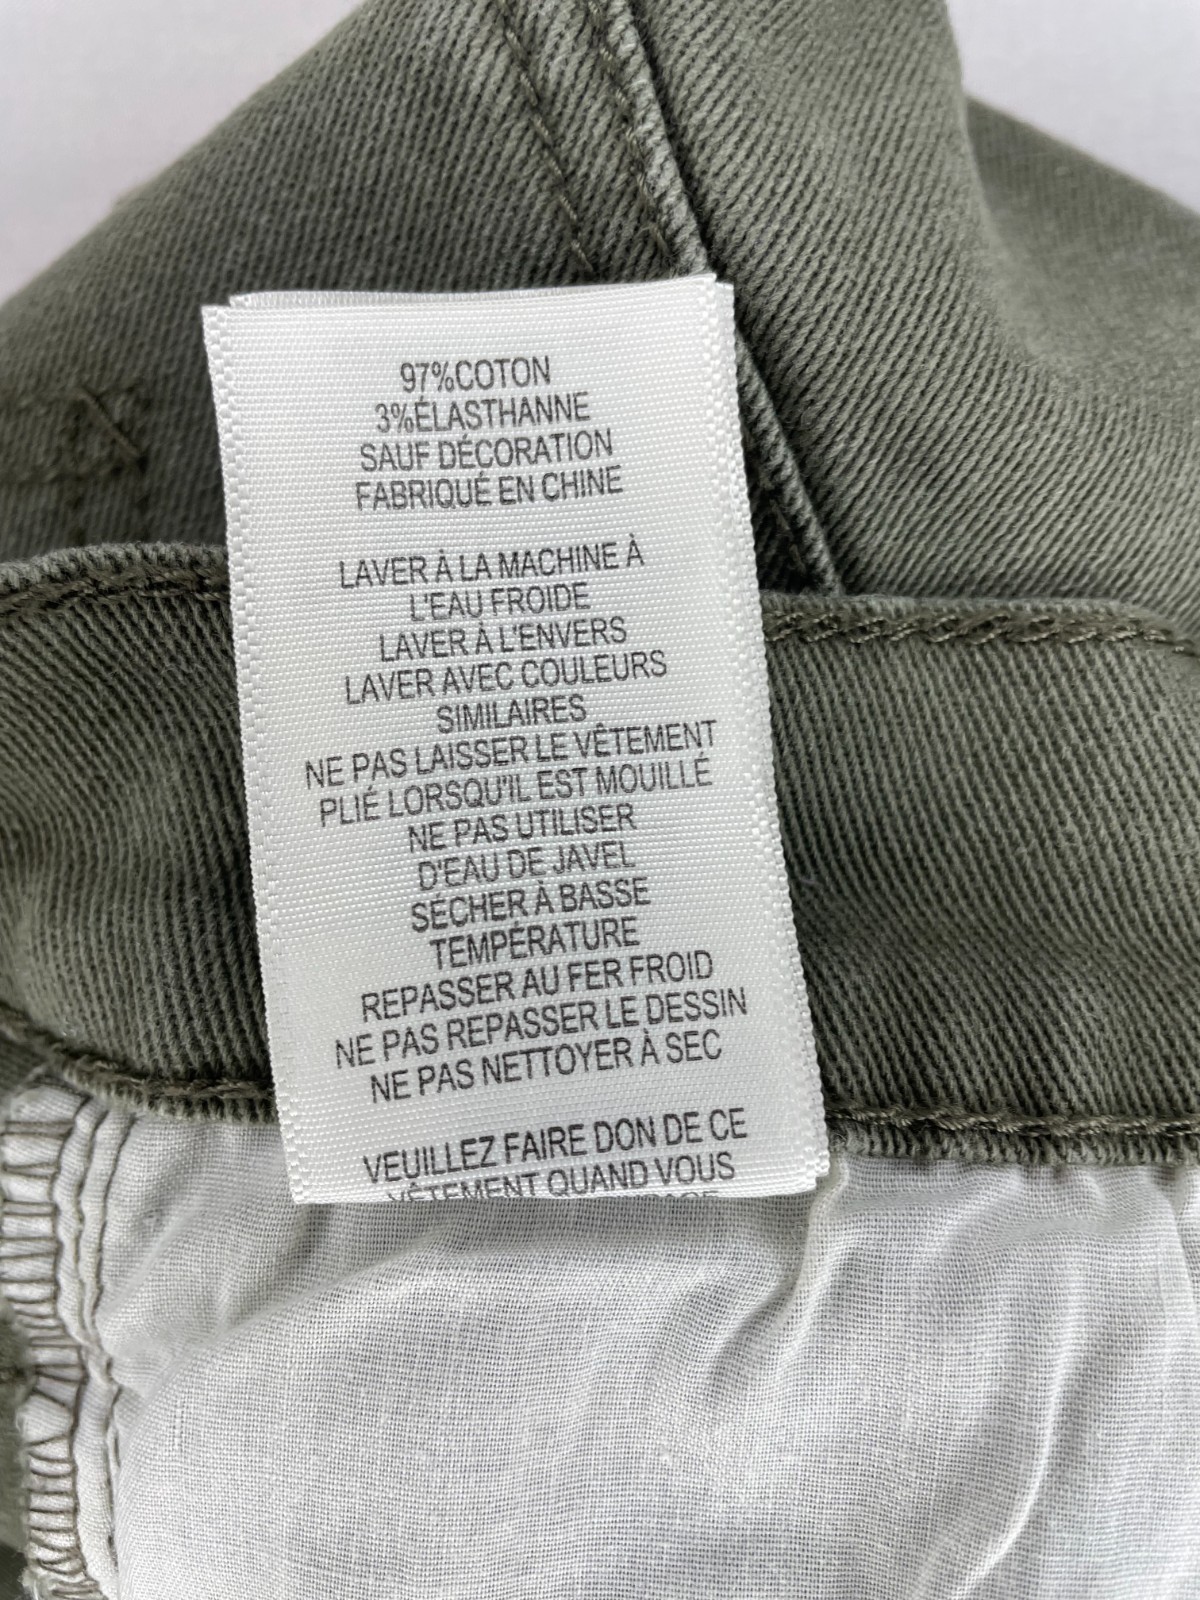 97%COTON
3%ÉLASTHANNE
SAUF DÉCORATION
FABRIQUÉ EN CHINE
LAVER À LA MACHINE À
L'EAU FROIDE
LAVER À L'ENVERS
LAVER AVEC COULEURS
SIMILAIRES
NE PAS LAISSER LE VÊTEMENT
PLIÉ LORSQU'IL EST MOUILLÉ
NE PAS UTILISER
D'EAU DE JAVEL
SÉCHER À BASSE
TEMPÉRATURE
REPASSER AU FER FROID
NE PAS REPASSER LE DESSIN
NE PAS NETTOYER À SEC
VEUILLEZ FAIRE DON DE CE
VÊTEMENT QUAND VOUS